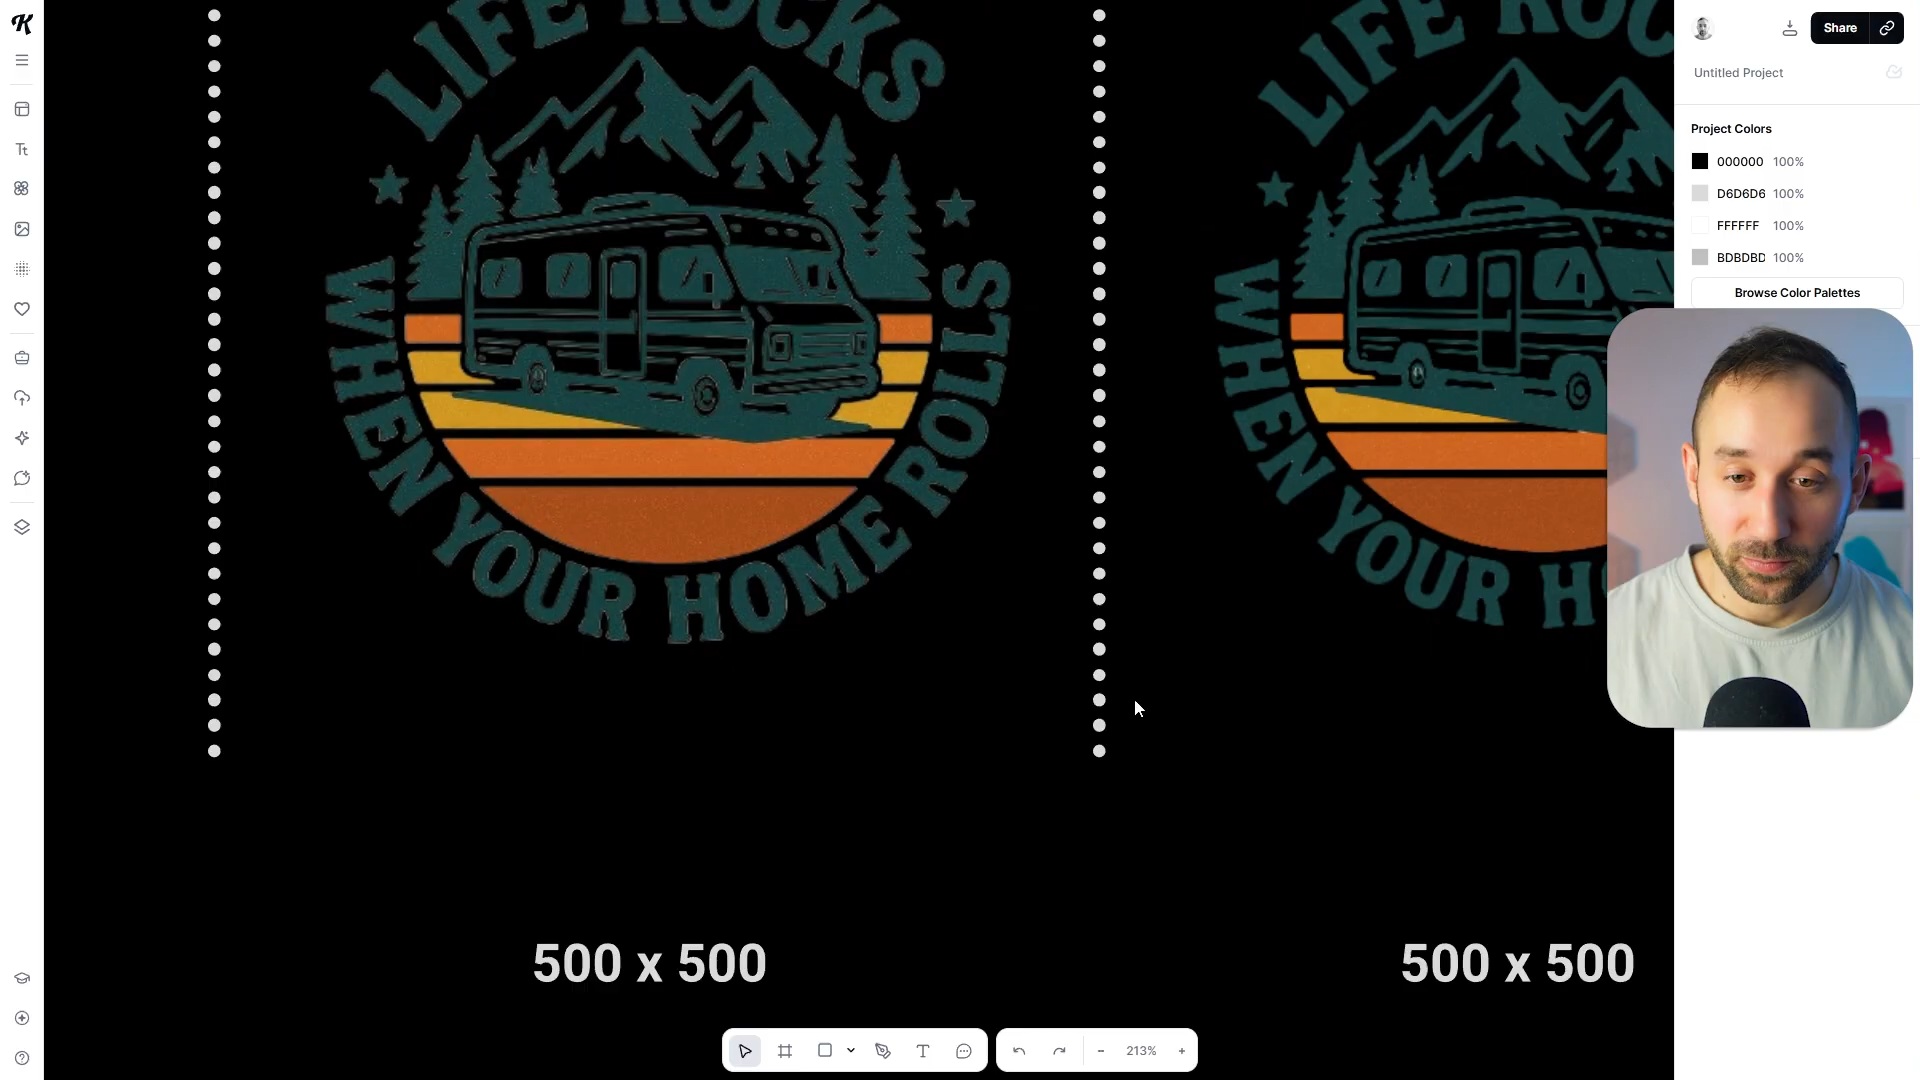 LIFE ROCKS
WHEN YOUR HOME ROLLS
500 x 500
LIFE ROC
WHEN YOUR HO
500 x 500
213%
Share
Untitled Project
Project Colors
000000 100%
D6D6D6 100%
FFFFFF 100%
BDBDBD 100%
Browse Color Palettes